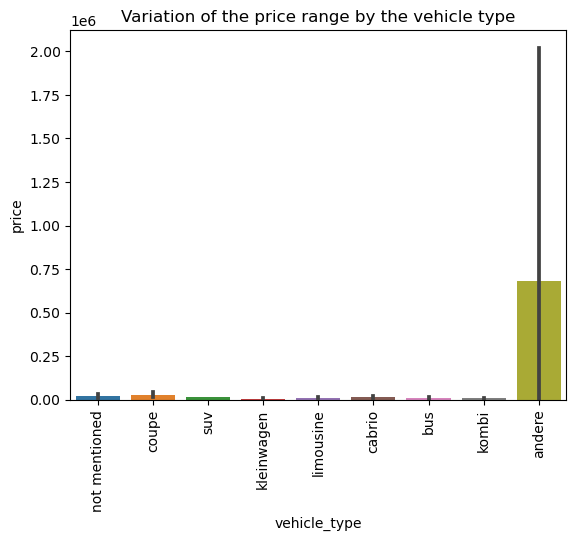 Variation of the price range by the vehicle type
1e6
2.00
1.75
1.50
1.25
1.00
0.75
0.50
0.25
0.00
price
not mentioned
coupe
suv
kleinwagen
limousine
cabrio
bus
kombi
andere
vehicle_type